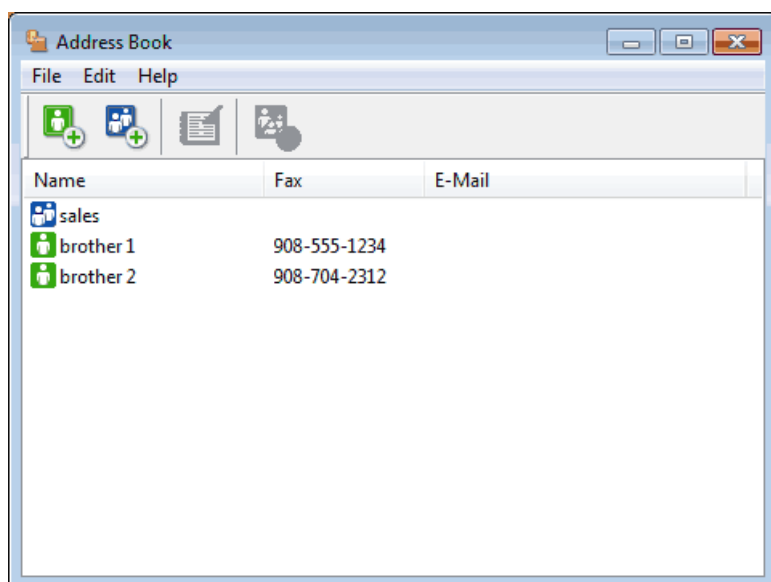 Address Book
File Edit Help
Name Fax E-Mail
sales
brother 1 908-555-1234
brother 2 908-704-2312